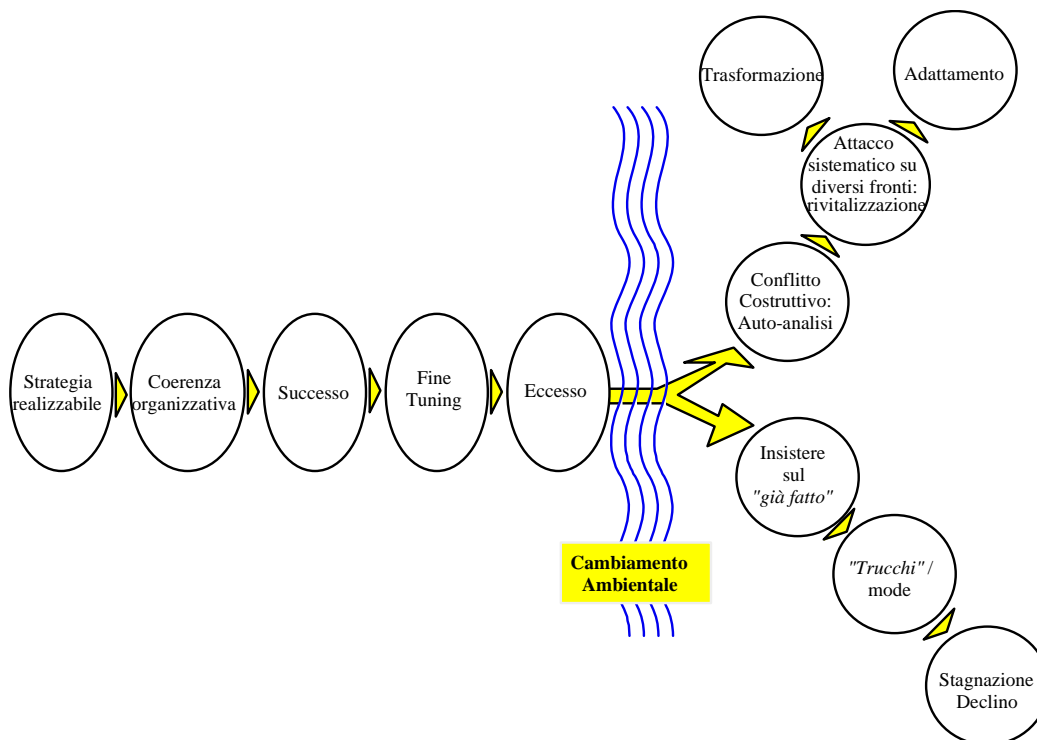 Strategia
realizzabile
Coerenza
organizzativa
Successo
Fine
Tuning
Eccesso
Cambiamento
Ambientale
Trasformazione
Adattamento
Attacco
sistematico su
diversi fronti:
rivitalizzazione
Conflitto
Costruttivo:
Auto-analisi
Insistere
sul
"già fatto"
"Trucchi" /
mode
Stagnazione
Declino